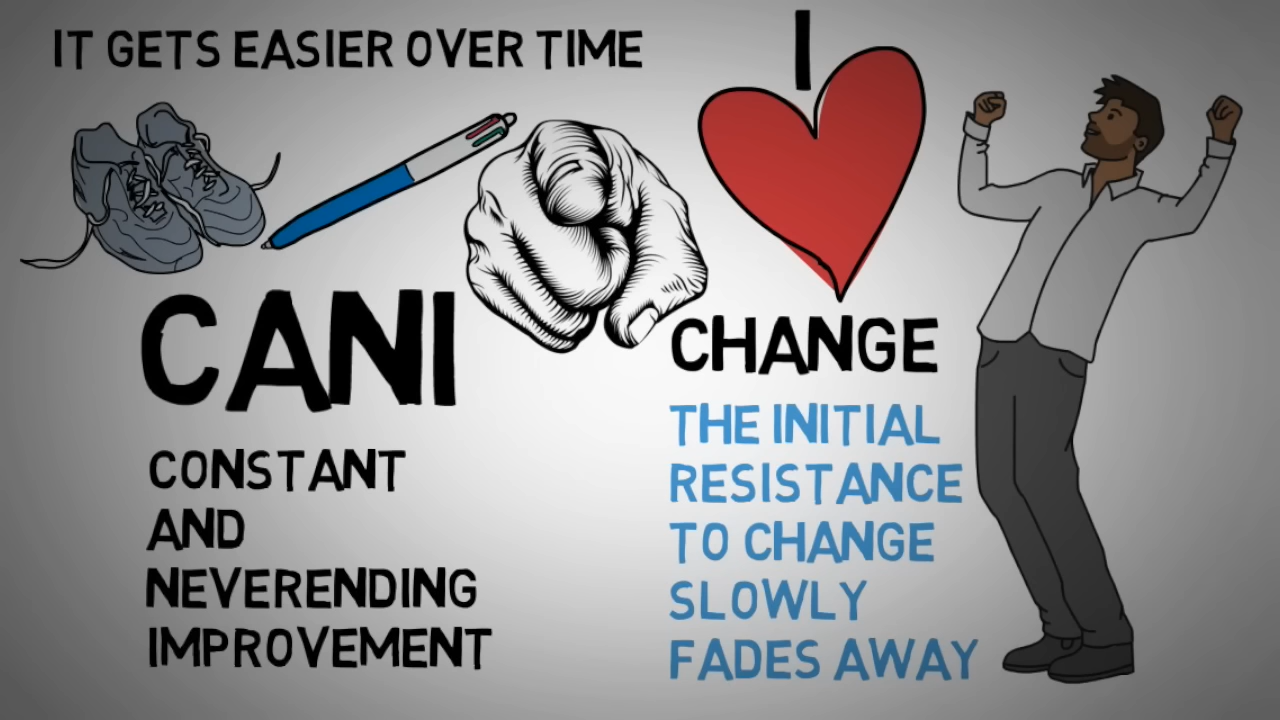 IT GETS EASIER OVER TIME
CANI
CONSTANT
AND
NEVERENDING
IMPROVEMENT
I
CHANGE
THE INITIAL
RESISTANCE
TO CHANGE
SLOWLY
FADES AWAY